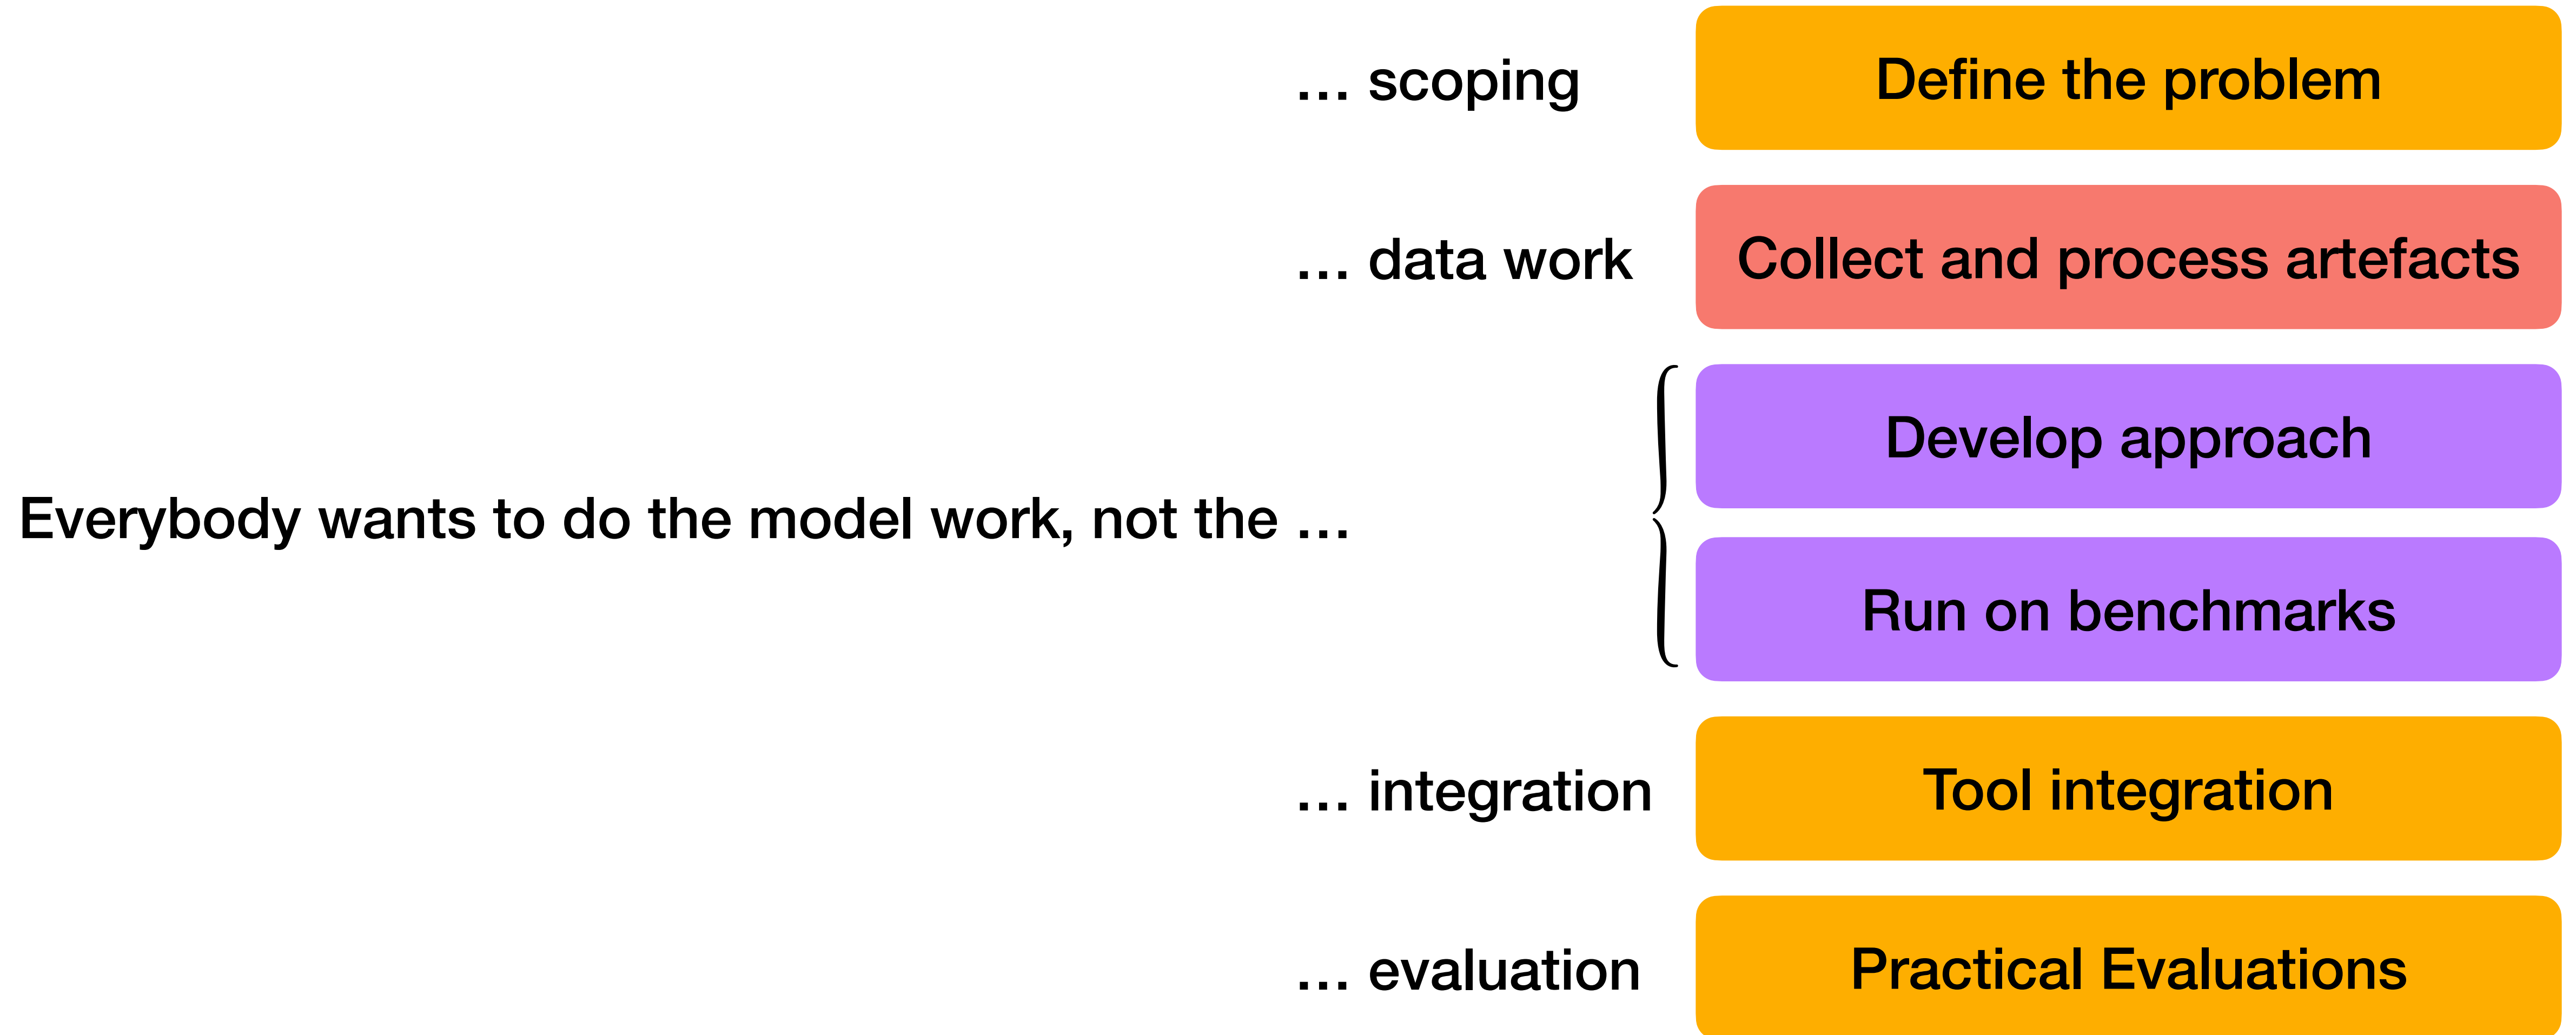 … scoping
Define the problem
… data work
Collect and process artefacts
Develop approach
Everybody wants to do the model work, not the …
Run on benchmarks
… integration
Tool integration
… evaluation
Practical Evaluations